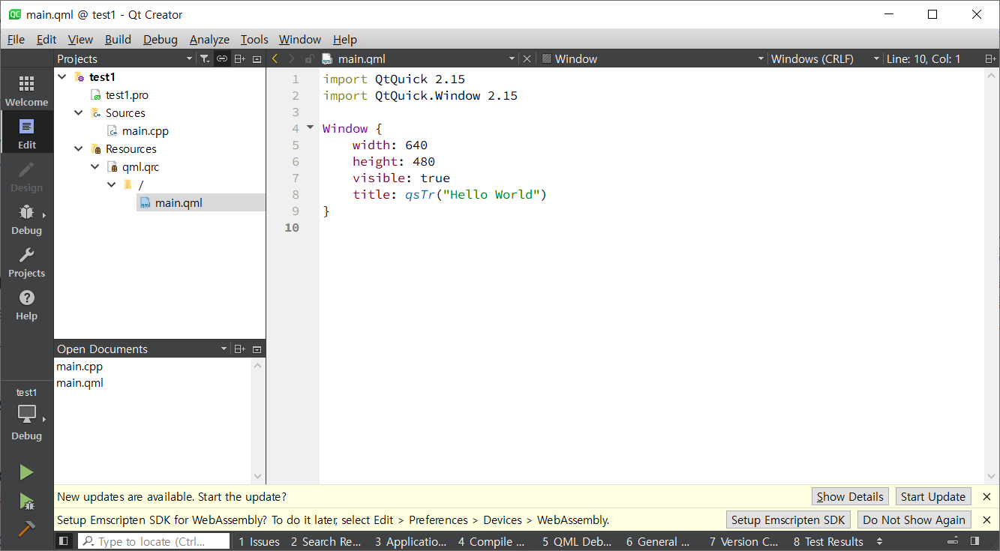 main.qml @ test1 - Qt Creator
File Edit View Build Debug Analyze Tools Window Help
Projects
main.qml
Window
Windows (CRLF)
Line: 10, Col: 1
Welcome
Edit
Design
Debug
Projects
Help
test1
test1.pro
Sources
main.cpp
Resources
qml.qrc
/
main.qml
1 import QtQuick 2.15
2 import QtQuick.Window 2.15
3
4 Window {
5 width: 640
6 height: 480
7 visible: true
8 title: qsTr("Hello World")
9 }
10
Open Documents
main.cpp
main.qml
test1
Debug
New updates are available. Start the update? Show Details Start Update
Setup Emscripten SDK for WebAssembly? To do it later, select Edit > Preferences > Devices > WebAssembly. Setup Emscripten SDK Do Not Show Again
Type to locate (Ctrl... 1 Issues 2 Search Re... 3 Applicatio... 4 Compile ... 5 QML Deb... 6 General ... 7 Version C... 8 Test Results